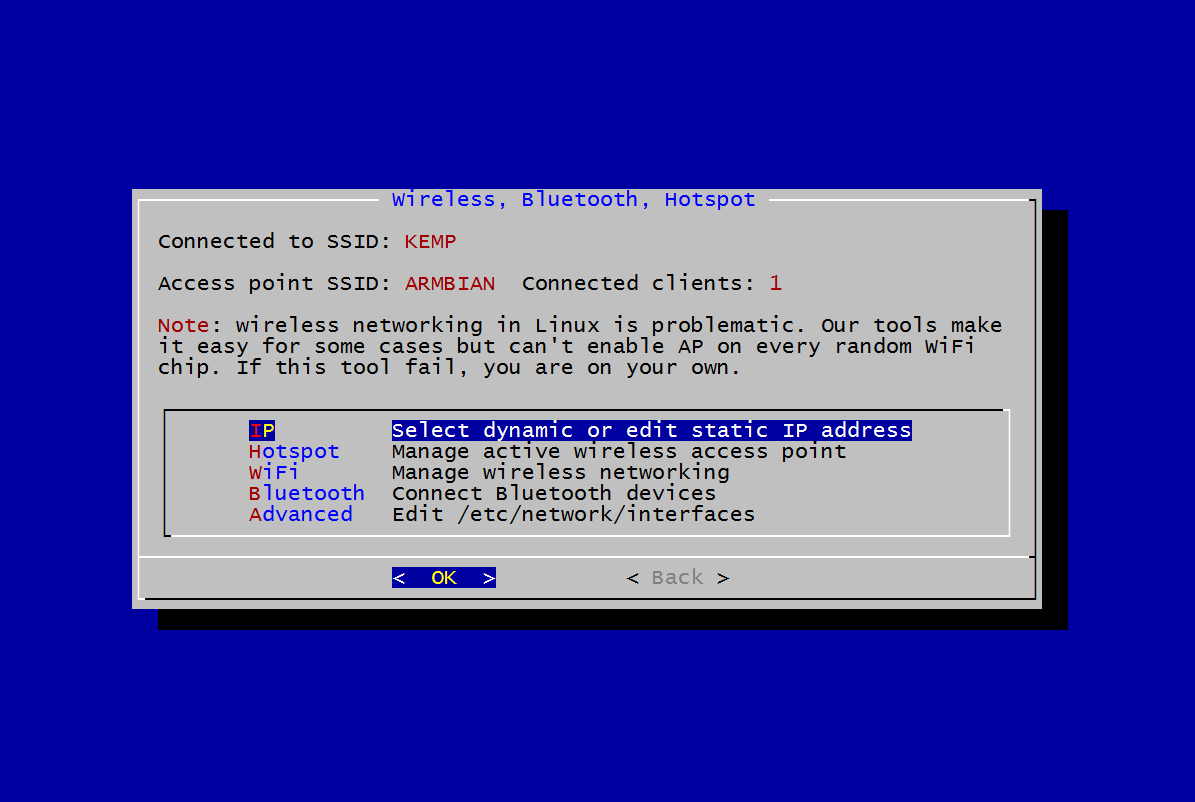 Wireless, Bluetooth, Hotspot
Connected to SSID: KEMP
Access point SSID: ARMBIAN  Connected clients: 1
Note: wireless networking in Linux is problematic. Our tools make
it easy for some cases but can't enable AP on every random WiFi
chip. If this tool fail, you are on your own.
IP Select dynamic or edit static IP address
Hotspot Manage active wireless access point
WiFi Manage wireless networking
Bluetooth Connect Bluetooth devices
Advanced Edit /etc/network/interfaces
<  OK  > < Back >